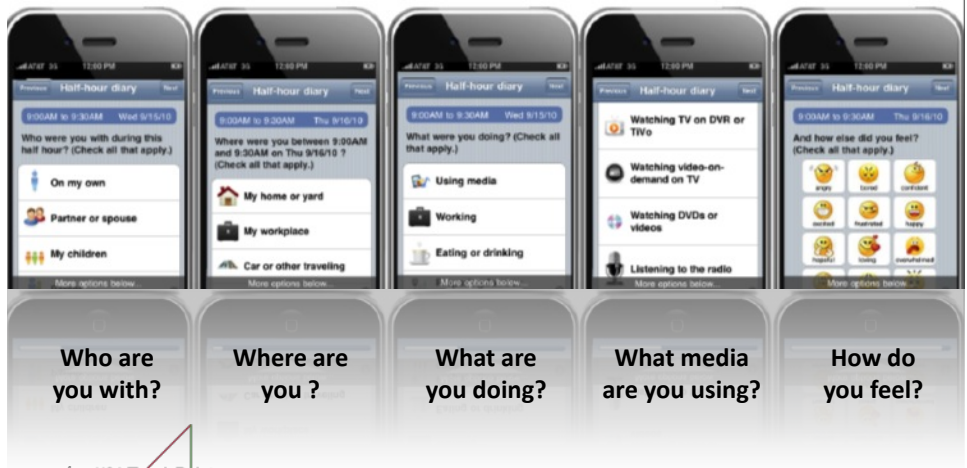 AT&T 3G 12:00 PM
Previous Half-hour diary Next
9:00AM to 9:30AM Wed 9/15/10
Who were you with during this
half hour? (Check all that apply.)
On my own
Partner or spouse
My children
More options below...
AT&T 3G 12:00 PM
Previous Half-hour diary Next
9:00AM to 9:30AM Thu 9/16/10
Where were you between 9:00AM
and 9:30AM on Thu 9/16/10 ?
(Check all that apply.)
My home or yard
My workplace
Car or other traveling
More options below...
AT&T 3G 12:00 PM
Previous Half-hour diary Next
9:00AM to 9:30AM Wed 9/15/10
What were you doing? (Check all
that apply.)
Using media
Working
Eating or drinking
More options below...
AT&T 3G 12:00 PM
Previous Half-hour diary Next
Watching TV on DVR or
TiVo
Watching video-on-
demand on TV
Watching DVDs or
videos
Listening to the radio
More options below...
AT&T 3G 12:00 PM
Previous Half-hour diary Next
9:00AM to 9:30AM Thu 9/16/10
And how else did you feel?
(Check all that apply.)
angry bored confident
excited frustrated happy
hopeful loving overwhelmed
More options below...
Who are
you with?
Where are
you ?
What are
you doing?
What media
are you using?
How do
you feel?